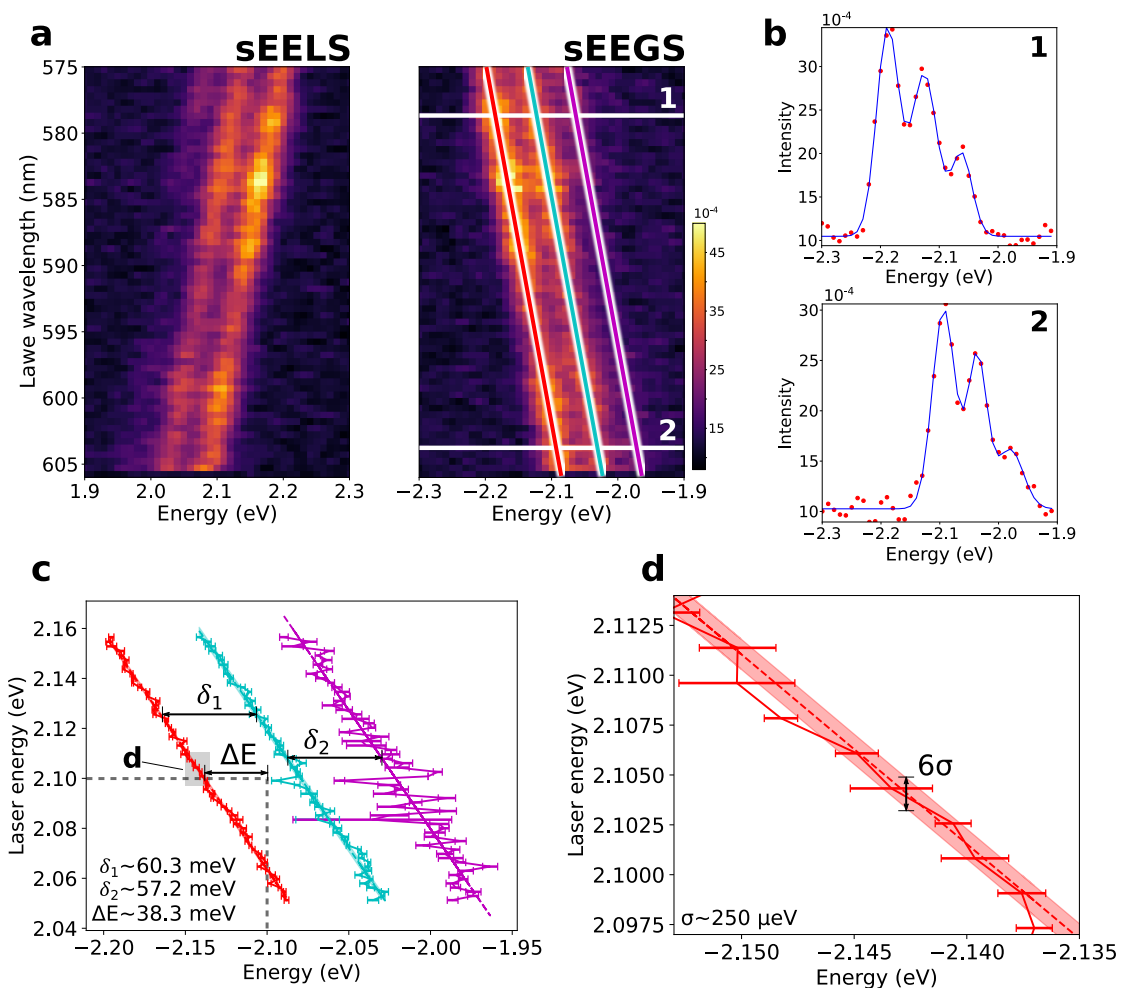 a
sEELS
sEEGS
Lawe wavelength (nm)
575
580
585
590
595
600
605
1.9 2.0 2.1 2.2 2.3
Energy (eV)
1
2
−2.3 −2.2 −2.1 −2.0 −1.9
Energy (eV)
10⁻⁴
45
40
35
30
25
20
15
b
10⁻⁴
1
Intensity
30
25
20
15
10
−2.3 −2.2 −2.1 −2.0 −1.9
Energy (eV)
10⁻⁴
2
Intensity
30
25
20
15
10
−2.3 −2.2 −2.1 −2.0 −1.9
Energy (eV)
c
Laser energy (eV)
2.16
2.14
2.12
2.10
2.08
2.06
2.04
δ₁
δ₂
d
ΔE
δ₁~60.3 meV
δ₂~57.2 meV
ΔE~38.3 meV
−2.20 −2.15 −2.10 −2.05 −2.00 −1.95
Energy (eV)
d
Laser energy (eV)
2.1125
2.1100
2.1075
2.1050
2.1025
2.1000
2.0975
6σ
σ~250 μeV
−2.150 −2.145 −2.140 −2.135
Energy (eV)